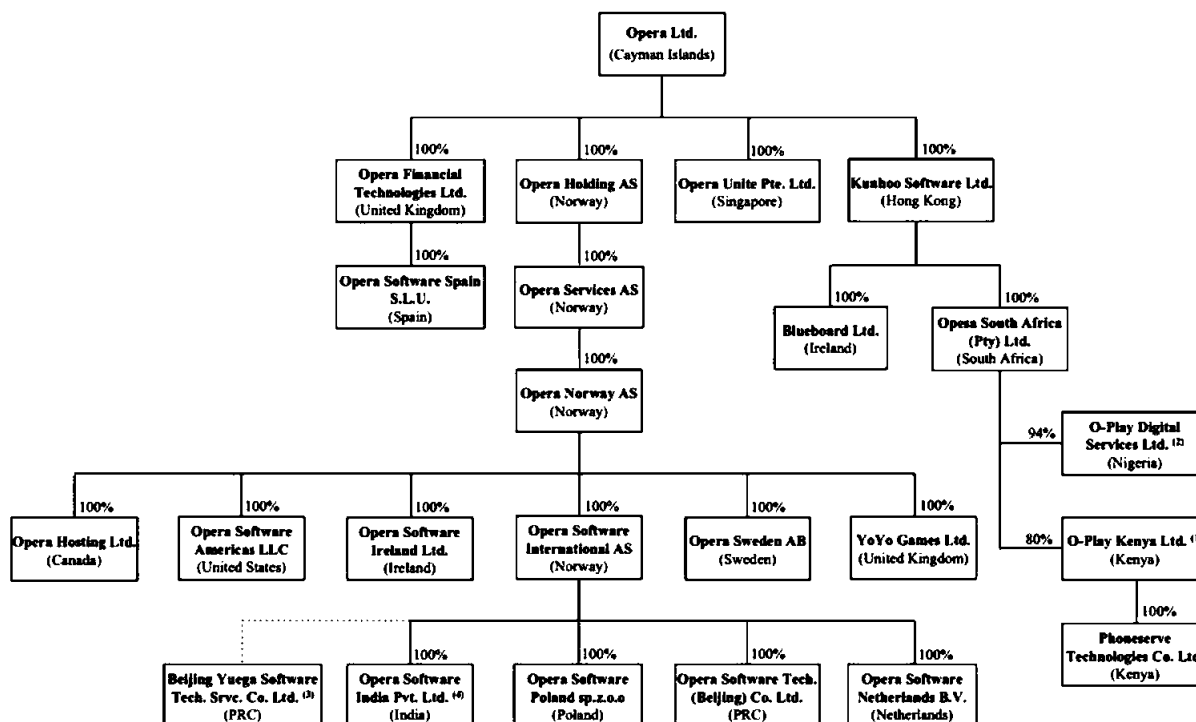 Opera Ltd.
(Cayman Islands)
100%
100%
100%
100%
Opera Financial
Technologies Ltd.
(United Kingdom)
Opera Holding AS
(Norway)
Opera Unite Pte. Ltd.
(Singapore)
Kunhoo Software Ltd.
(Hong Kong)
100%
100%
100%
100%
Opera Software Spain
S.L.U.
(Spain)
Opera Services AS
(Norway)
Blueboard Ltd.
(Ireland)
Opesa South Africa
(Pty) Ltd.
(South Africa)
100%
Opera Norway AS
(Norway)
94%
O-Play Digital
Services Ltd. (2)
(Nigeria)
100%
100%
100%
100%
100%
100%
Opera Hosting Ltd.
(Canada)
Opera Software
Americas LLC
(United States)
Opera Software
Ireland Ltd.
(Ireland)
Opera Software
International AS
(Norway)
Opera Sweden AB
(Sweden)
YoYo Games Ltd.
(United Kingdom)
80%
O-Play Kenya Ltd.
(Kenya)
100%
Phoneserve
Technologies Co. Ltd
(Kenya)
100%
100%
100%
100%
Beijing Yuega Software
Tech. Srvc. Co. Ltd. (3)
(PRC)
Opera Software
India Pvt. Ltd. (4)
(India)
Opera Software
Poland sp.z.o.o
(Poland)
Opera Software Tech.
(Beijing) Co. Ltd.
(PRC)
Opera Software
Netherlands B.V.
(Netherlands)